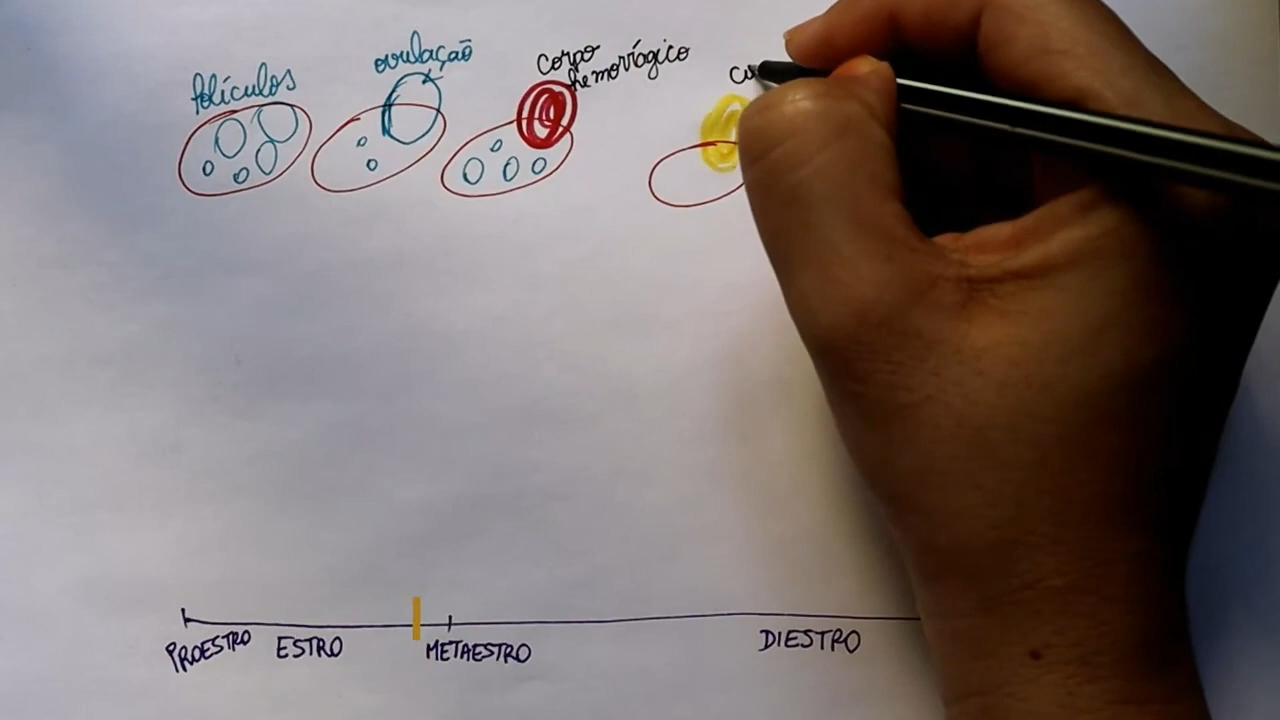 folículos
ovulação
corpo
hemorrágico
PROESTRO
ESTRO
METAESTRO
DIESTRO